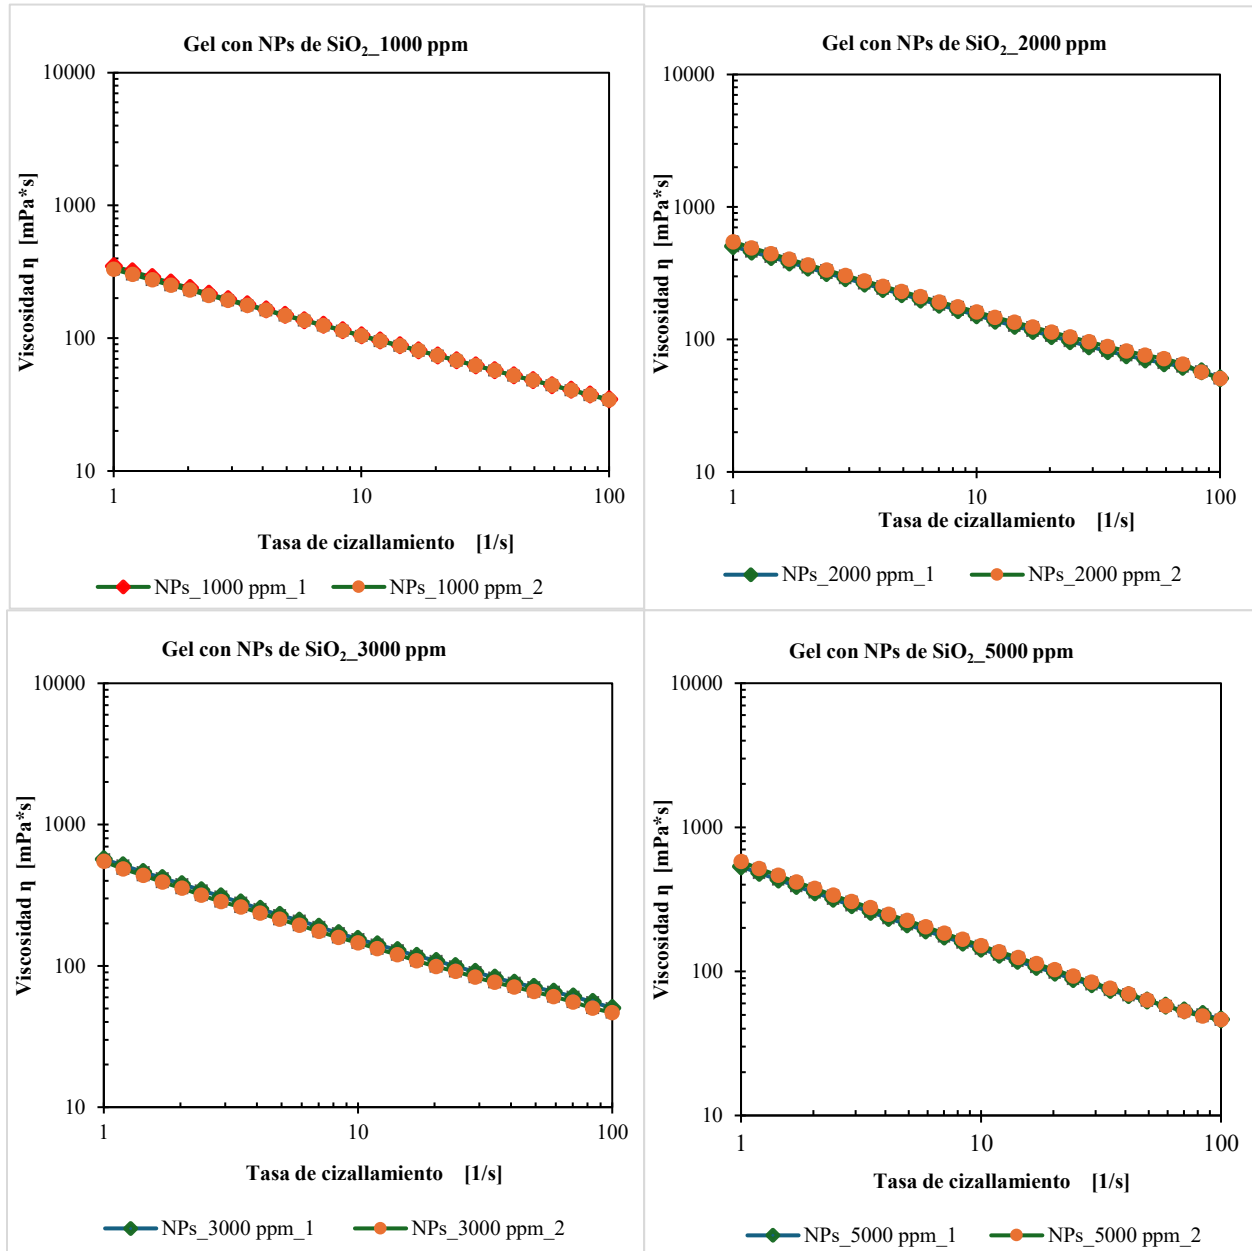 Gel con NPs de SiO₂_1000 ppm
10000
1000
100
10
1
10
100
Viscosidad η [mPa*s]
Tasa de cizallamiento [1/s]
NPs_1000 ppm_1
NPs_1000 ppm_2
Gel con NPs de SiO₂_2000 ppm
10000
1000
100
10
1
10
100
Viscosidad η [mPa*s]
Tasa de cizallamiento [1/s]
NPs_2000 ppm_1
NPs_2000 ppm_2
Gel con NPs de SiO₂_3000 ppm
10000
1000
100
10
1
10
100
Viscosidad η [mPa*s]
Tasa de cizallamiento [1/s]
NPs_3000 ppm_1
NPs_3000 ppm_2
Gel con NPs de SiO₂_5000 ppm
10000
1000
100
10
1
10
100
Viscosidad η [mPa*s]
Tasa de cizallamiento [1/s]
NPs_5000 ppm_1
NPs_5000 ppm_2